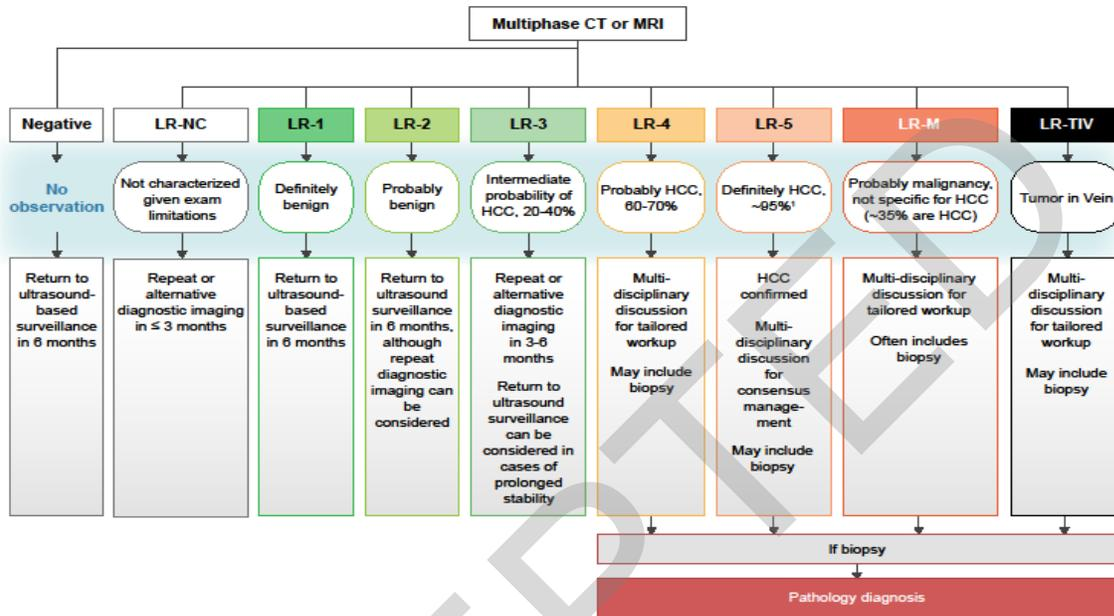 Multiphase CT or MRI
Negative
LR-NC
LR-1
LR-2
LR-3
LR-4
LR-5
LR-M
LR-TIV
No
observation
Not characterized
given exam
limitations
Definitely
benign
Probably
benign
Intermediate
probability of
HCC, 20-40%
Probably HCC,
60-70%
Definitely HCC,
~95%¹
Probably malignancy,
not specific for HCC
(~35% are HCC)
Tumor in Vein
Return to
ultrasound-
based
surveillance
in 6 months
Repeat or
alternative
diagnostic imaging
in ≤ 3 months
Return to
ultrasound-
based
surveillance
in 6 months
Return to
ultrasound
surveillance
in 6 months,
although
repeat
diagnostic
imaging can
be
considered
Repeat or
alternative
diagnostic
imaging
in 3-6
months
Return to
ultrasound
surveillance
can be
considered in
cases of
prolonged
stability
Multi-
disciplinary
discussion
for tailored
workup
May include
biopsy
HCC
confirmed
Multi-
disciplinary
discussion
for
consensus
manage-
ment
May include
biopsy
Multi-disciplinary
discussion for
tailored workup
Often includes
biopsy
Multi-
disciplinary
discussion
for tailored
workup
May include
biopsy
If biopsy
Pathology diagnosis
EPTED